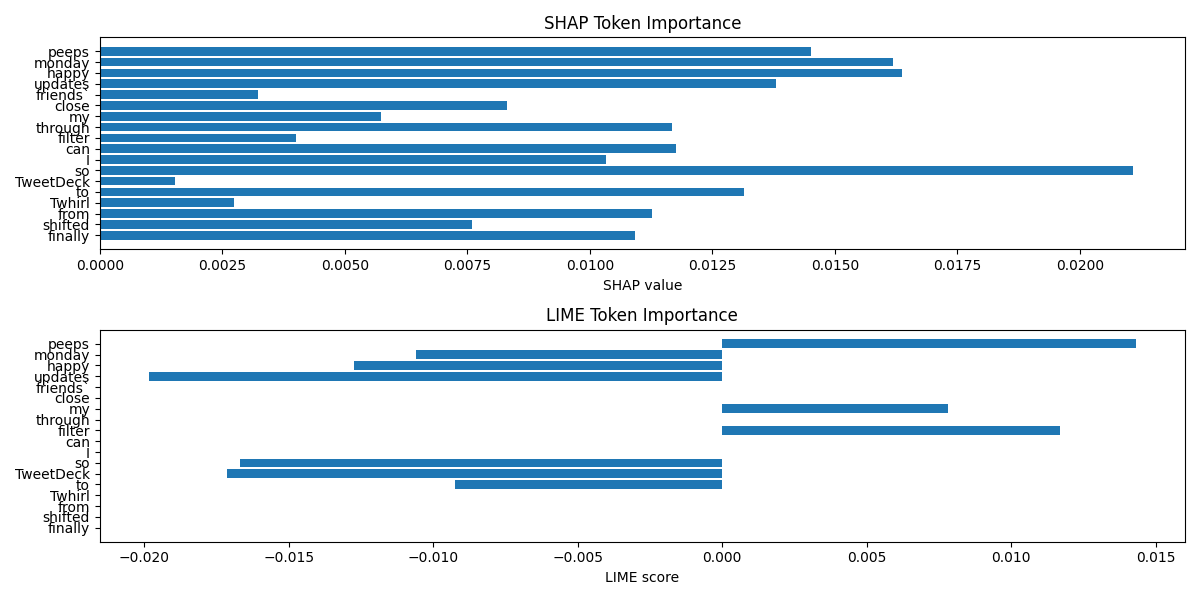 SHAP Token Importance
peeps
monday
happy
updates
friends
close
my
through
filter
can
I
so
TweetDeck
to
Twhirl
from
shifted
finally
0.0000 0.0025 0.0050 0.0075 0.0100 0.0125 0.0150 0.0175 0.0200
SHAP value
LIME Token Importance
peeps
monday
happy
updates
friends
close
my
through
filter
can
I
so
TweetDeck
to
Twhirl
from
shifted
finally
−0.020 −0.015 −0.010 −0.005 0.000 0.005 0.010 0.015
LIME score